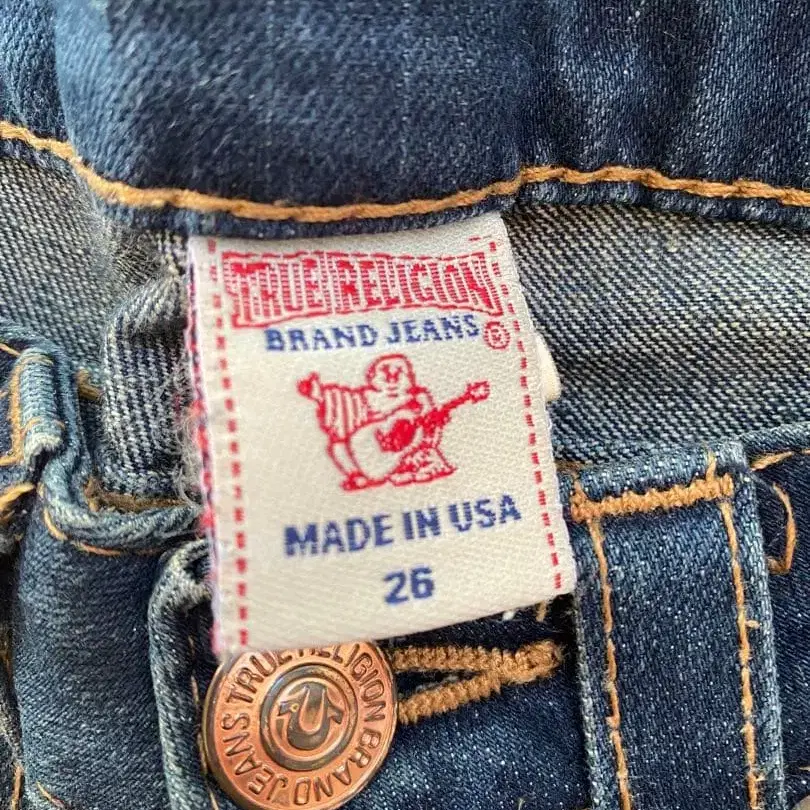 TRUE RELIGION
BRAND JEANS®
MADE IN USA
26
TRUE RELIGION BRAND JEANS